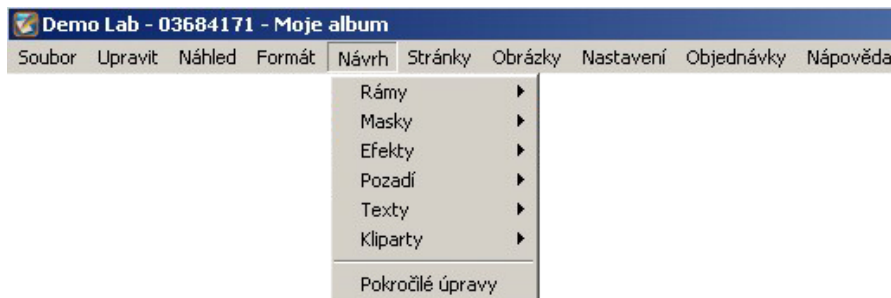 Demo Lab - 03684171 - Moje album
Soubor Upravit Náhled Formát Návrh Stránky Obrázky Nastavení Objednávky Nápověda
Rámy
Masky
Efekty
Pozadí
Texty
Kliparty
Pokročilé úpravy